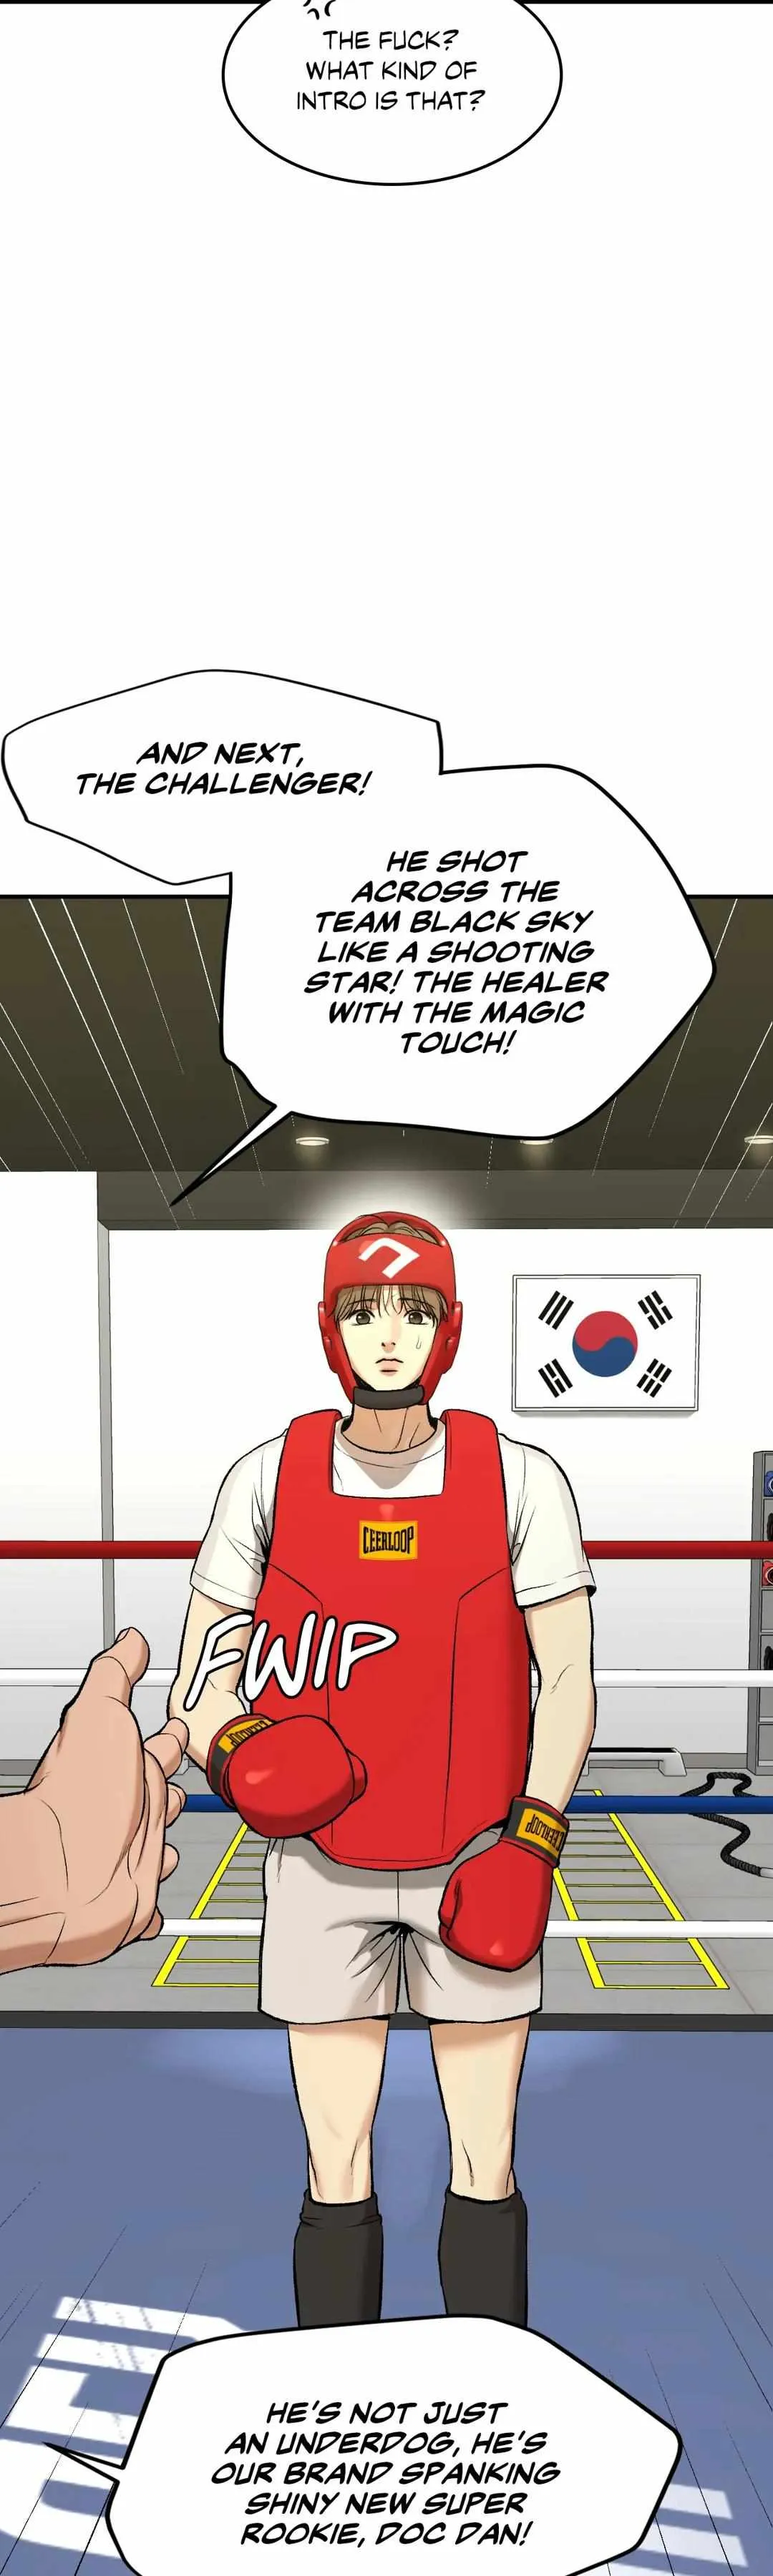 THE FUCK?
WHAT KIND OF
INTRO IS THAT?
AND NEXT,
THE CHALLENGER!
HE SHOT
ACROSS THE
TEAM BLACK SKY
LIKE A SHOOTING
STAR! THE HEALER
WITH THE MAGIC
TOUCH!
CEERLOOP
FWIP
CEERLOOP
CEERLOOP
HE'S NOT JUST
AN UNDERDOG, HE'S
OUR BRAND SPANKING
SHINY NEW SUPER
ROOKIE, DOC DAN!